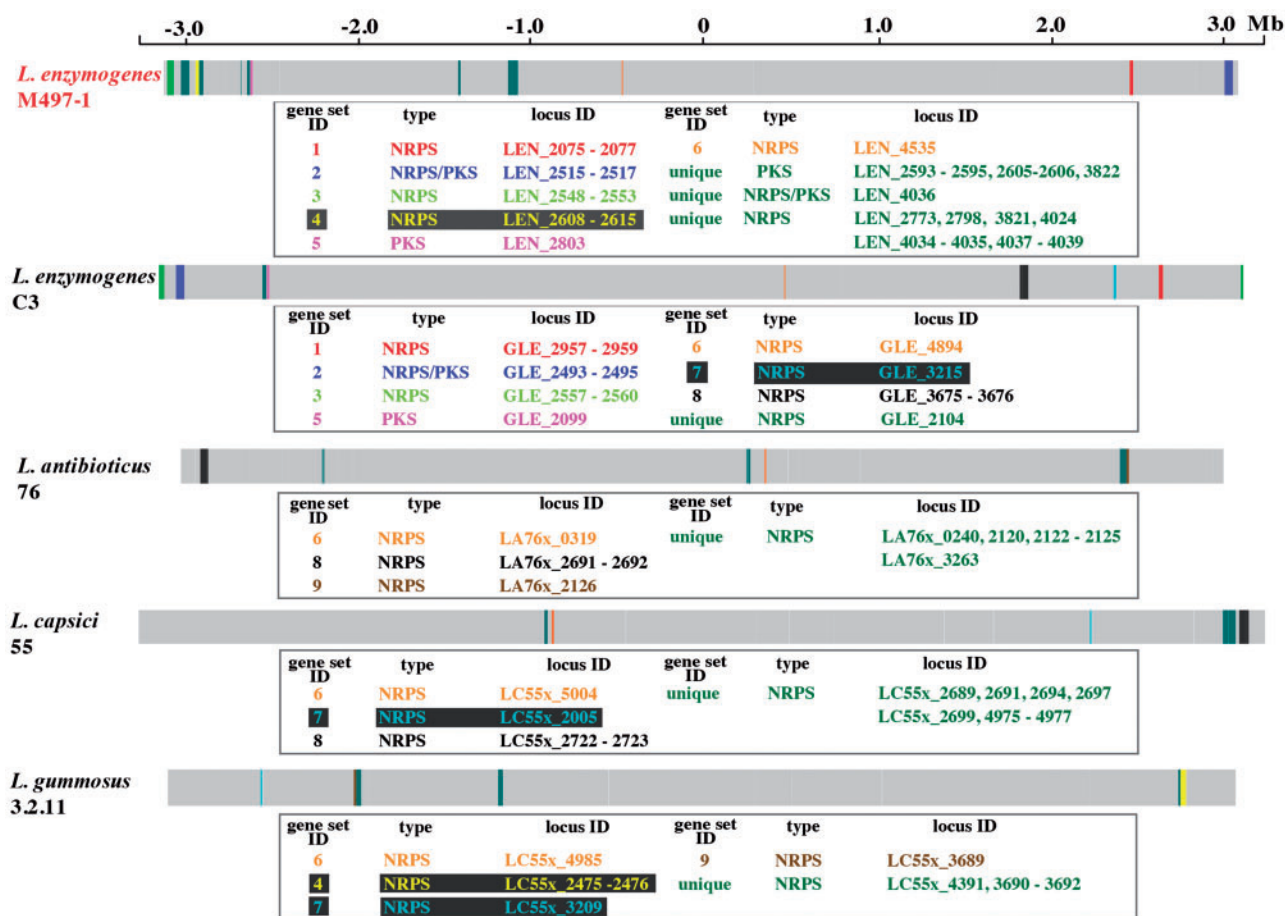 -3.0 -2.0 -1.0 0 1.0 2.0 3.0 Mb
L. enzymogenes
M497-1
gene set ID type locus ID gene set ID type locus ID
1 NRPS LEN_2075 - 2077 6 NRPS LEN_4535
2 NRPS/PKS LEN_2515 - 2517 unique PKS LEN_2593 - 2595, 2605-2606, 3822
3 NRPS LEN_2548 - 2553 unique NRPS/PKS LEN_4036
4 NRPS LEN_2608 - 2615 unique NRPS LEN_2773, 2798, 3821, 4024
5 PKS LEN_2803 LEN_4034 - 4035, 4037 - 4039
L. enzymogenes
C3
gene set ID type locus ID gene set ID type locus ID
1 NRPS GLE_2957 - 2959 6 NRPS GLE_4894
2 NRPS/PKS GLE_2493 - 2495 7 NRPS GLE_3215
3 NRPS GLE_2557 - 2560 8 NRPS GLE_3675 - 3676
5 PKS GLE_2099 unique NRPS GLE_2104
L. antibioticus
76
gene set ID type locus ID gene set ID type locus ID
6 NRPS LA76x_0319 unique NRPS LA76x_0240, 2120, 2122 - 2125
8 NRPS LA76x_2691 - 2692 LA76x_3263
9 NRPS LA76x_2126
L. capsici
55
gene set ID type locus ID gene set ID type locus ID
6 NRPS LC55x_5004 unique NRPS LC55x_2689, 2691, 2694, 2697
7 NRPS LC55x_2005 LC55x_2699, 4975 - 4977
8 NRPS LC55x_2722 - 2723
L. gummosus
3.2.11
gene set ID type locus ID gene set ID type locus ID
6 NRPS LC55x_4985 9 NRPS LC55x_3689
4 NRPS LC55x_2475 -2476 unique NRPS LC55x_4391, 3690 - 3692
7 NRPS LC55x_3209